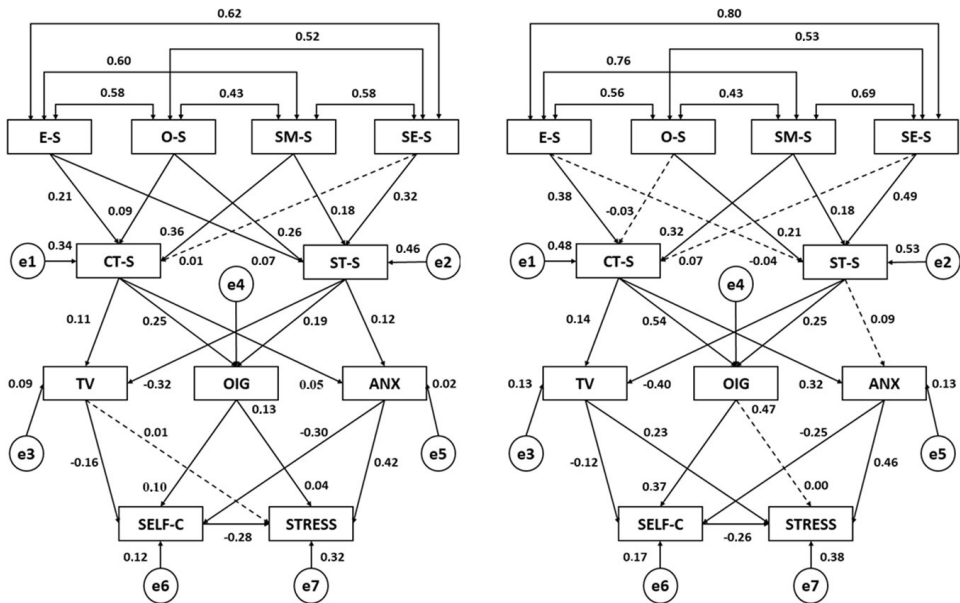 0.62
0.52
0.60
0.58 0.43 0.58
E-S O-S SM-S SE-S
0.21 0.09 0.36 0.26 0.18 0.32
e1 0.34 CT-S 0.01 0.07 ST-S 0.46 e2
e4
0.11 0.25 0.19 0.12
0.09 TV -0.32 OIG 0.05 ANX 0.02
0.13
e3 0.01 -0.30 e5
-0.16 0.42
0.10 0.04
SELF-C -0.28 STRESS
0.12 0.32
e6 e7
0.80
0.53
0.76
0.56 0.43 0.69
E-S O-S SM-S SE-S
0.38 -0.03 0.32 0.21 0.18 0.49
e1 0.48 CT-S 0.07 -0.04 ST-S 0.53 e2
e4
0.14 0.54 0.25 0.09
0.13 TV -0.40 OIG 0.32 ANX 0.13
0.47
e3 0.23 -0.25 e5
-0.12 0.46
0.37 0.00
SELF-C -0.26 STRESS
0.17 0.38
e6 e7